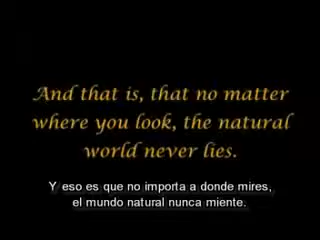 And that is, that no matter
where you look, the natural
world never lies.
Y eso es que no importa a donde mires,
el mundo natural nunca miente.